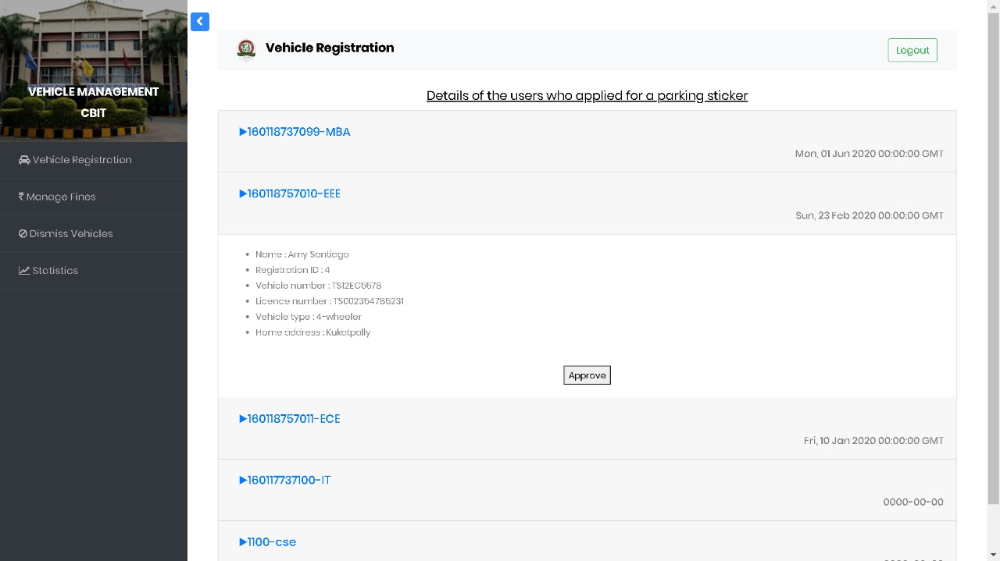 VEHICLE MANAGEMENT
CBIT
Vehicle Registration
Manage Fines
Dismiss Vehicles
Statistics
Vehicle Registration
Logout
Details of the users who applied for a parking sticker
▶160118737099-MBA
Mon, 01 Jun 2020 00:00:00 GMT
▶160118757010-EEE
Sun, 23 Feb 2020 00:00:00 GMT
• Name : Amy Santiago
• Registration ID : 4
• Vehicle number : TS12EC5578
• Licence number : TS002354785231
• Vehicle type : 4-wheeler
• Home address : Kukatpally
Approve
▶160118757011-ECE
Fri, 10 Jan 2020 00:00:00 GMT
▶160117737100-IT
0000-00-00
▶1100-cse